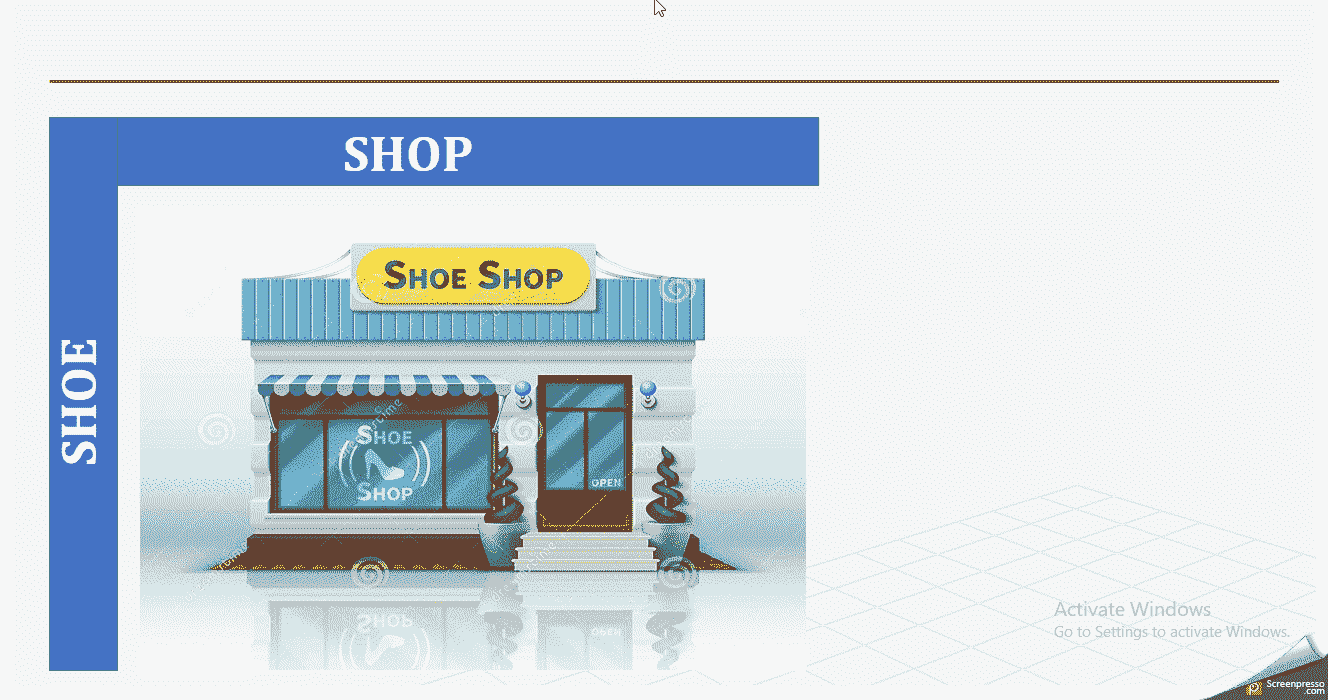 SHOP
SHOE
SHOE SHOP
SHOE
SHOP
OPEN
Activate Windows
Go to Settings to activate Windows.
Screenpresso
.com